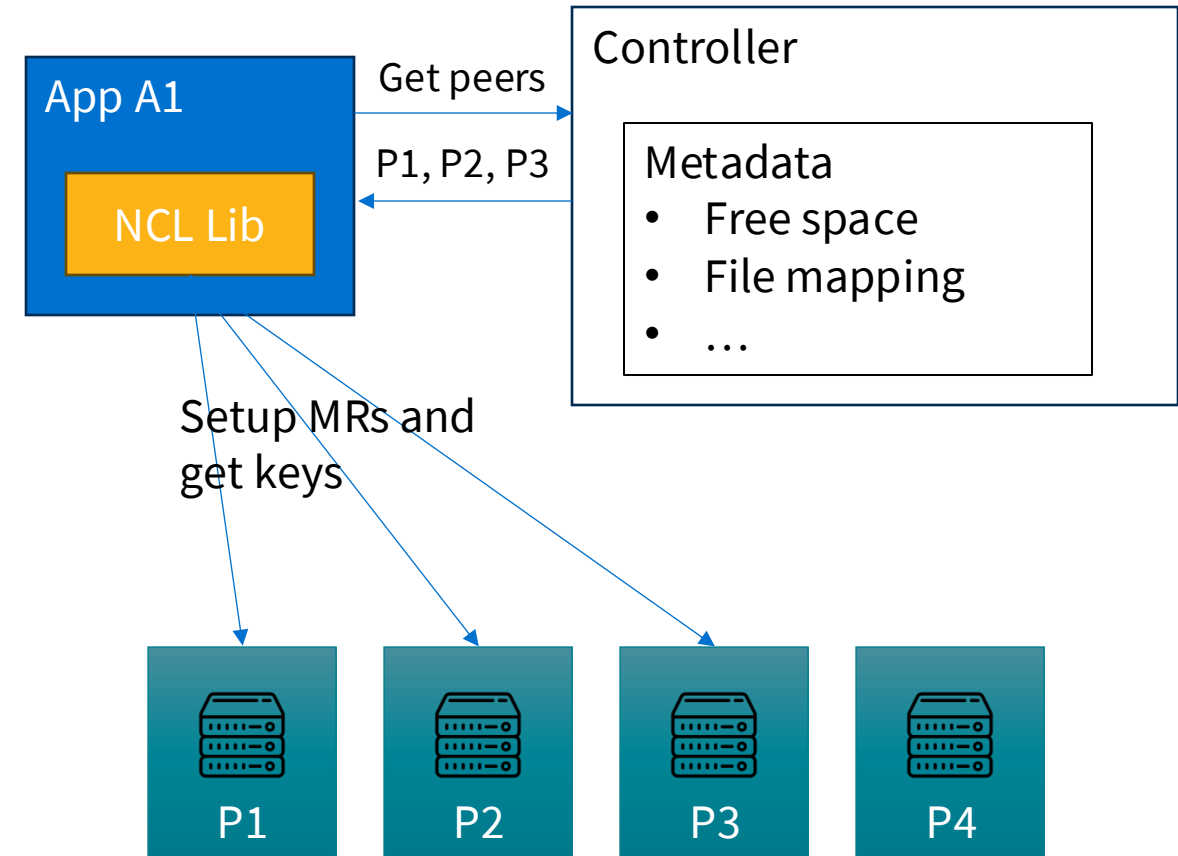 App A1
NCL Lib
Get peers
P1, P2, P3
Controller
Metadata
• Free space
• File mapping
• …
Setup MRs and
get keys
P1
P2
P3
P4